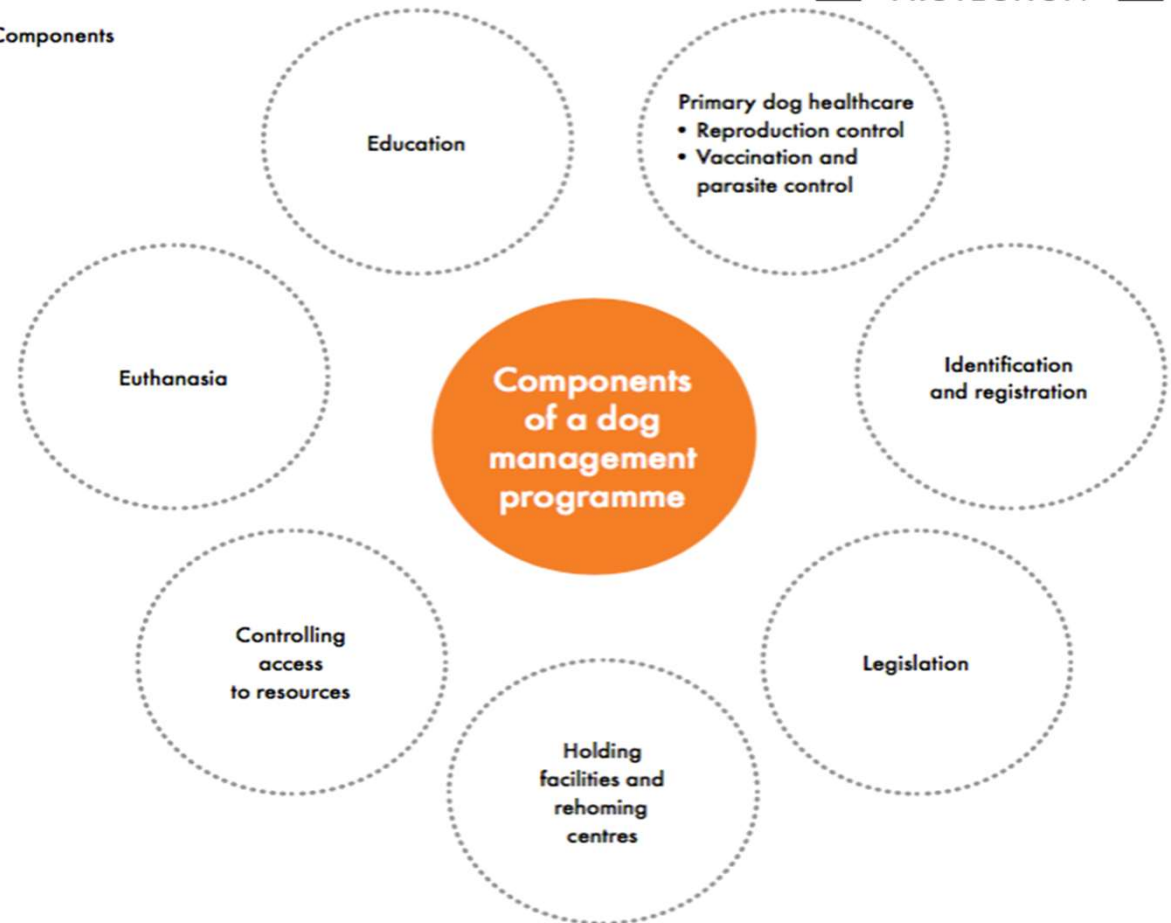 Components
Education
Primary dog healthcare
• Reproduction control
• Vaccination and
parasite control
Euthanasia
Identification
and registration
Components
of a dog
management
programme
Controlling
access
to resources
Legislation
Holding
facilities and
rehoming
centres